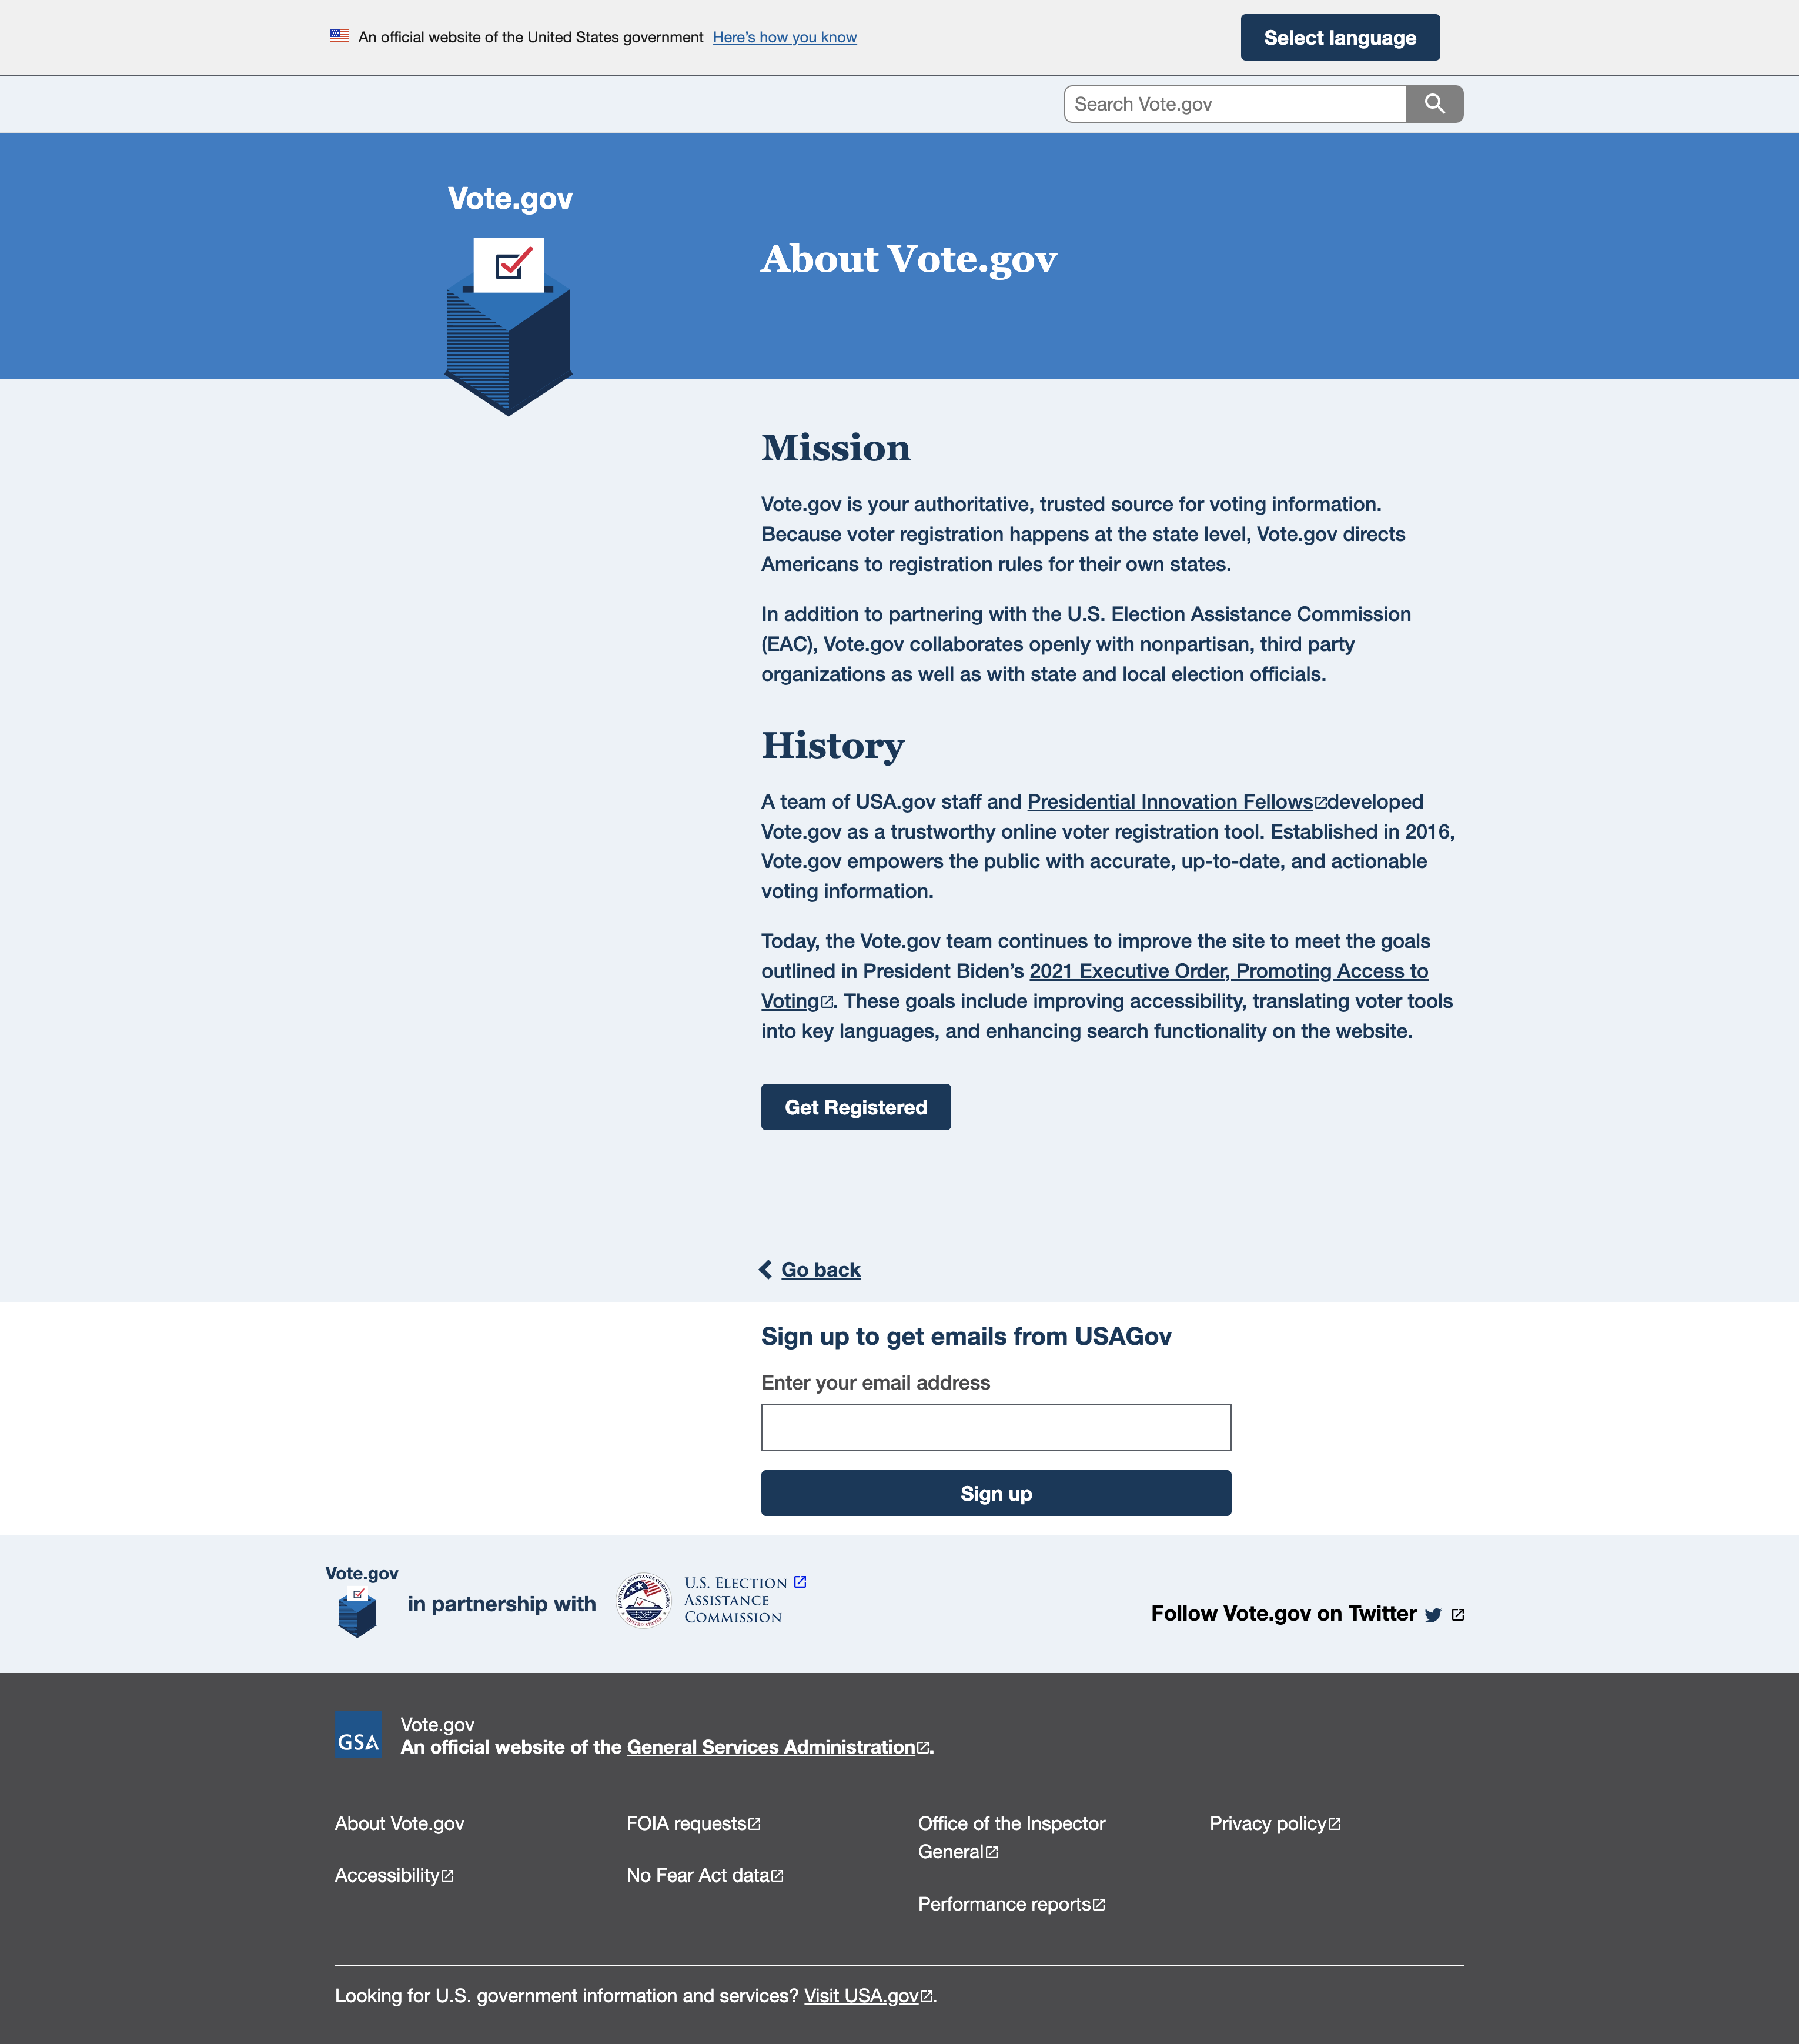 An official website of the United States government Here’s how you know
Select language
Search Vote.gov
Vote.gov
About Vote.gov
Mission
Vote.gov is your authoritative, trusted source for voting information.
Because voter registration happens at the state level, Vote.gov directs
Americans to registration rules for their own states.
In addition to partnering with the U.S. Election Assistance Commission
(EAC), Vote.gov collaborates openly with nonpartisan, third party
organizations as well as with state and local election officials.
History
A team of USA.gov staff and Presidential Innovation Fellows developed
Vote.gov as a trustworthy online voter registration tool. Established in 2016,
Vote.gov empowers the public with accurate, up-to-date, and actionable
voting information.
Today, the Vote.gov team continues to improve the site to meet the goals
outlined in President Biden’s 2021 Executive Order, Promoting Access to
Voting. These goals include improving accessibility, translating voter tools
into key languages, and enhancing search functionality on the website.
Get Registered
Go back
Sign up to get emails from USAGov
Enter your email address
Sign up
Vote.gov
in partnership with
ELECTION ASSISTANCE COMMISSION
UNITED STATES
U.S. ELECTION
ASSISTANCE
COMMISSION
Follow Vote.gov on Twitter
GSA
Vote.gov
An official website of the General Services Administration.
About Vote.gov
Accessibility
FOIA requests
No Fear Act data
Office of the Inspector
General
Performance reports
Privacy policy
Looking for U.S. government information and services? Visit USA.gov.